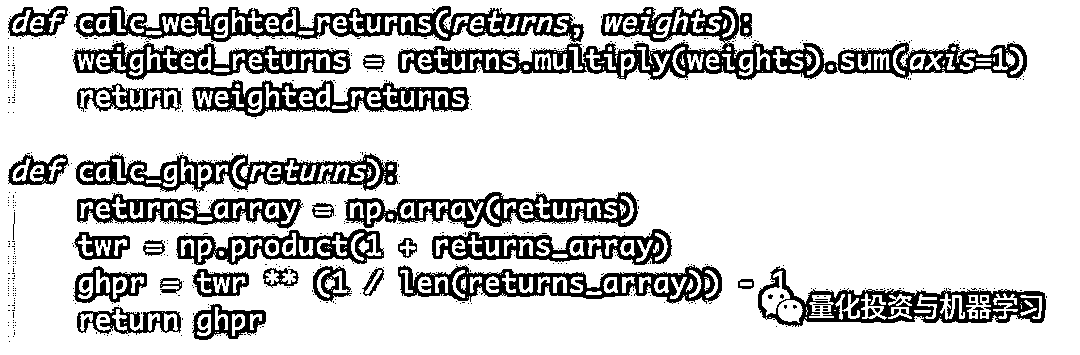 def calc_weighted_returns(returns, weights):
    weighted_returns = returns.multiply(weights).sum(axis=1)
    return weighted_returns
def calc_ghpr(returns):
    returns_array = np.array(returns)
    twr = np.product(1 + returns_array)
    ghpr = twr ** (1 / len(returns_array)) - 1
    return ghpr
量化投资与机器学习